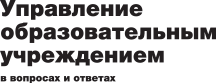 Управление
образовательным
учреждением
в вопросах и ответах